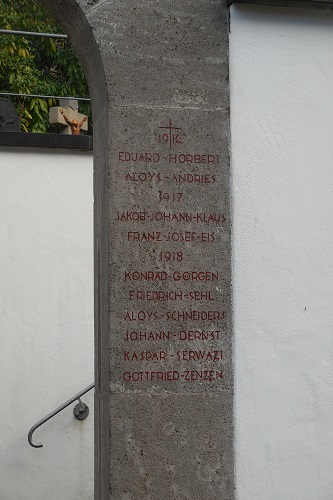 1916
EDUARD-HORBERT
ALOYS-ANDRIES
1917
JAKOB-JOHANN-KLAUS
FRANZ-JOSEF-EIS
1918
KONRAD-GÖRGEN
FRIEDRICH-SEHL
ALOYS-SCHNEIDERS
JOHANN-DERNST
KASPAR-SERWAZI
GOTTFRIED-ZENZEN